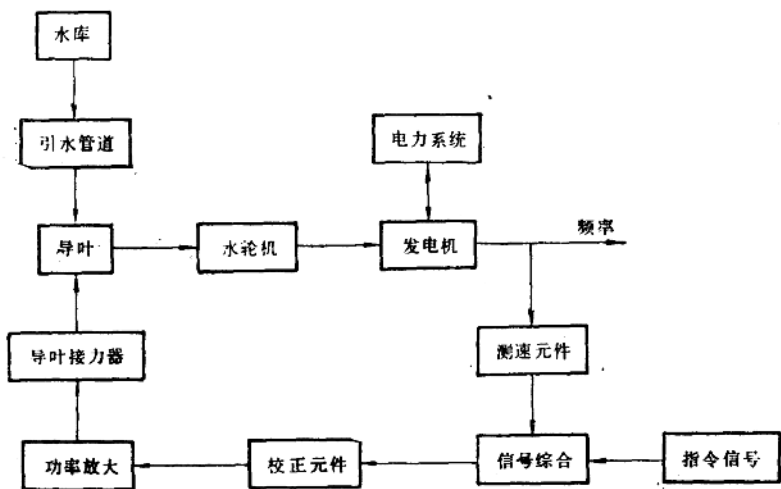 水库
引水管道
电力系统
导叶
水轮机
发电机
频率
导叶接力器
测速元件
功率放大
校正元件
信号综合
指令信号